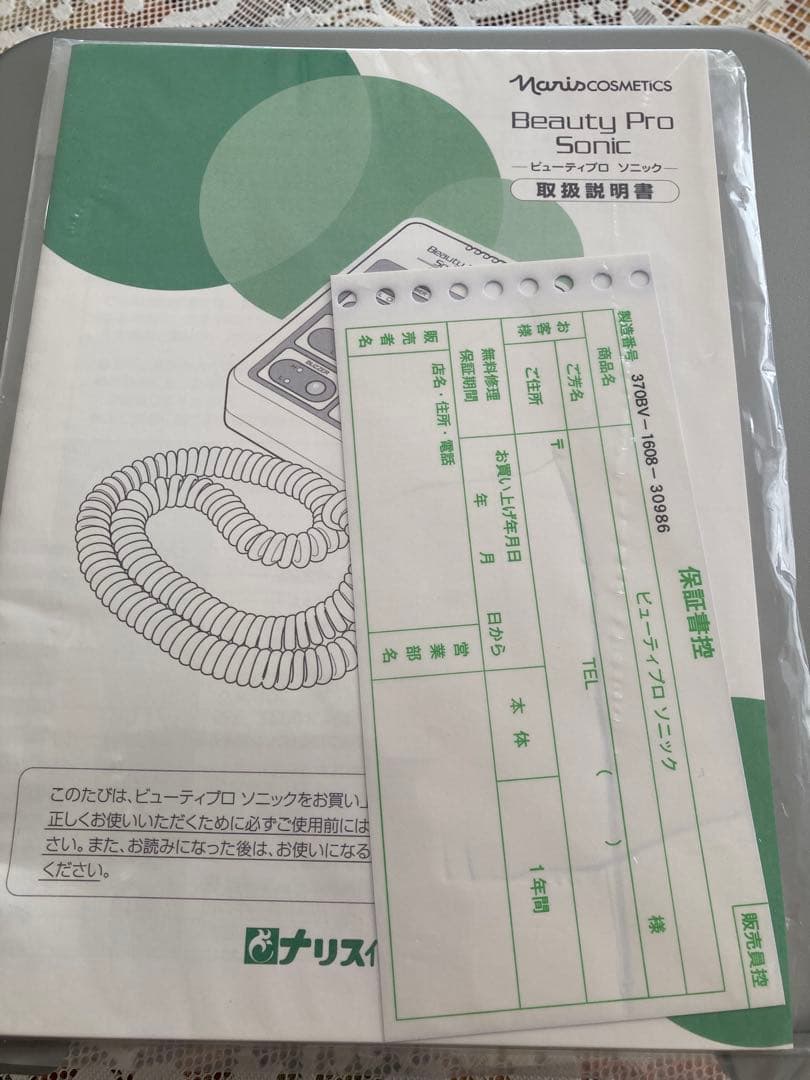 Naris COSMETICS
Beauty Pro
Sonic
ビューティプロ ソニック
取扱説明書
Beauty
BUZZER
このたびは、ビューティプロ ソニックをお買い
正しくお使いいただくために必ずご使用前には
さい。また、お読みになった後は、お使いになる
ください。
ナリス
保証書控
製造番号 370BV-1608-30986
商品名 ビューティプロ ソニック
お客様
ご芳名 様
ご住所 〒
TEL ( )
無料修理
保証期間
お買い上げ年月日
年 月 日から
本体
1年間
販売者名
店名・住所・電話
営業部名
販売員控